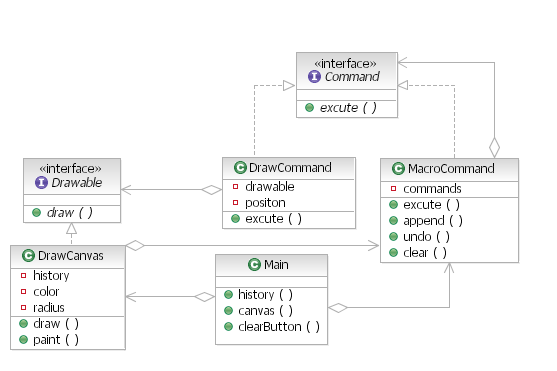 «interface»
I Command
excute ( )
«interface»
I Drawable
draw ( )
C DrawCommand
drawable
positon
excute ( )
C MacroCommand
commands
excute ( )
append ( )
undo ( )
clear ( )
C DrawCanvas
history
color
radius
draw ( )
paint ( )
C Main
history ( )
canvas ( )
clearButton ( )